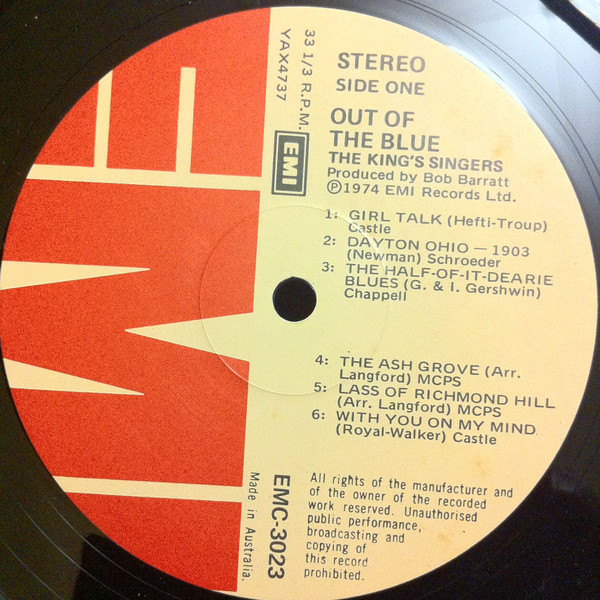 STEREO
SIDE ONE
33 1/3 R.P.M.
YAX4737
EMI
OUT OF
THE BLUE
THE KING'S SINGERS
Produced by Bob Barratt
Ⓟ1974 EMI Records Ltd.
1: GIRL TALK (Hefti-Troup)
Castle
2: DAYTON OHIO — 1903
(Newman) Schroeder
3: THE HALF-OF-IT-DEARIE
BLUES (G. & I. Gershwin)
Chappell
4: THE ASH GROVE (Arr.
Langford) MCPS
5: LASS OF RICHMOND HILL
(Arr. Langford) MCPS
6: WITH YOU ON MY MIND
(Royal-Walker) Castle
EMC-3023
Made in Australia.
All rights of the manufacturer and
of the owner of the recorded
work reserved. Unauthorised
public performance,
broadcasting and
copying of
this record
prohibited.
EMI